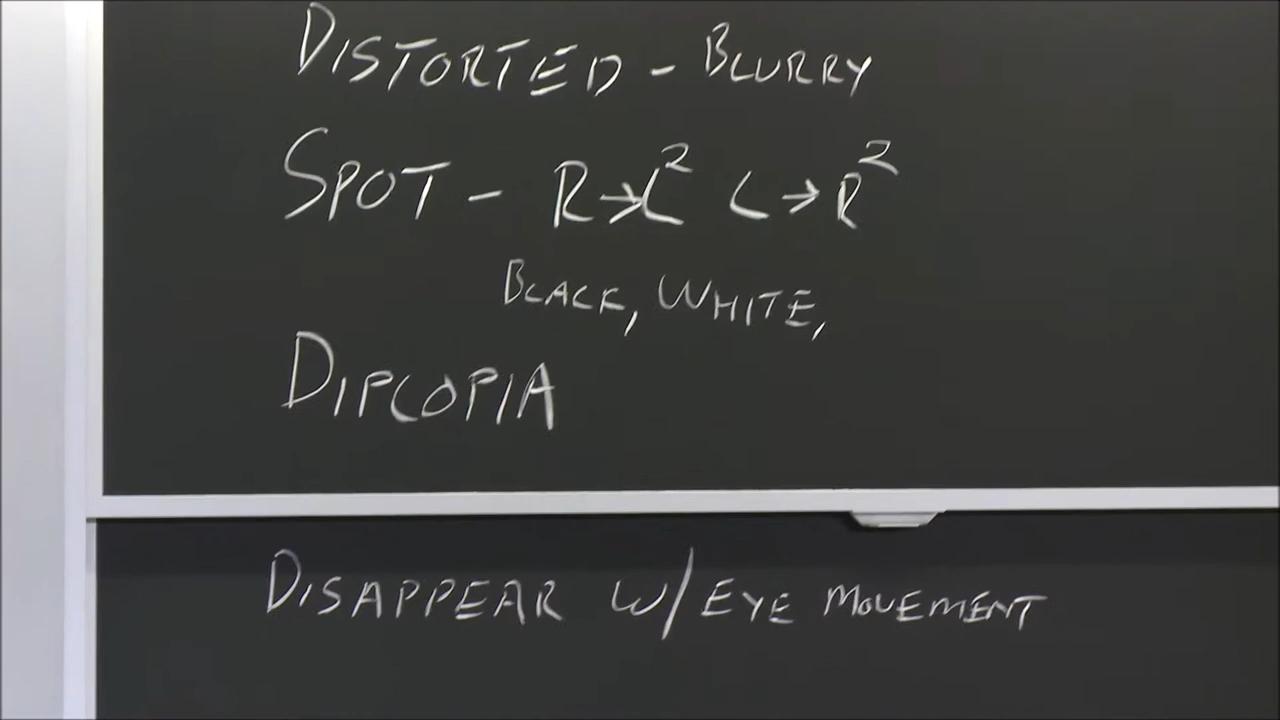 DISTORTED - BLURRY
SPOT - R→L² L→R²
BLACK, WHITE,
DIPLOPIA
DISAPPEAR W/ EYE MOVEMENT